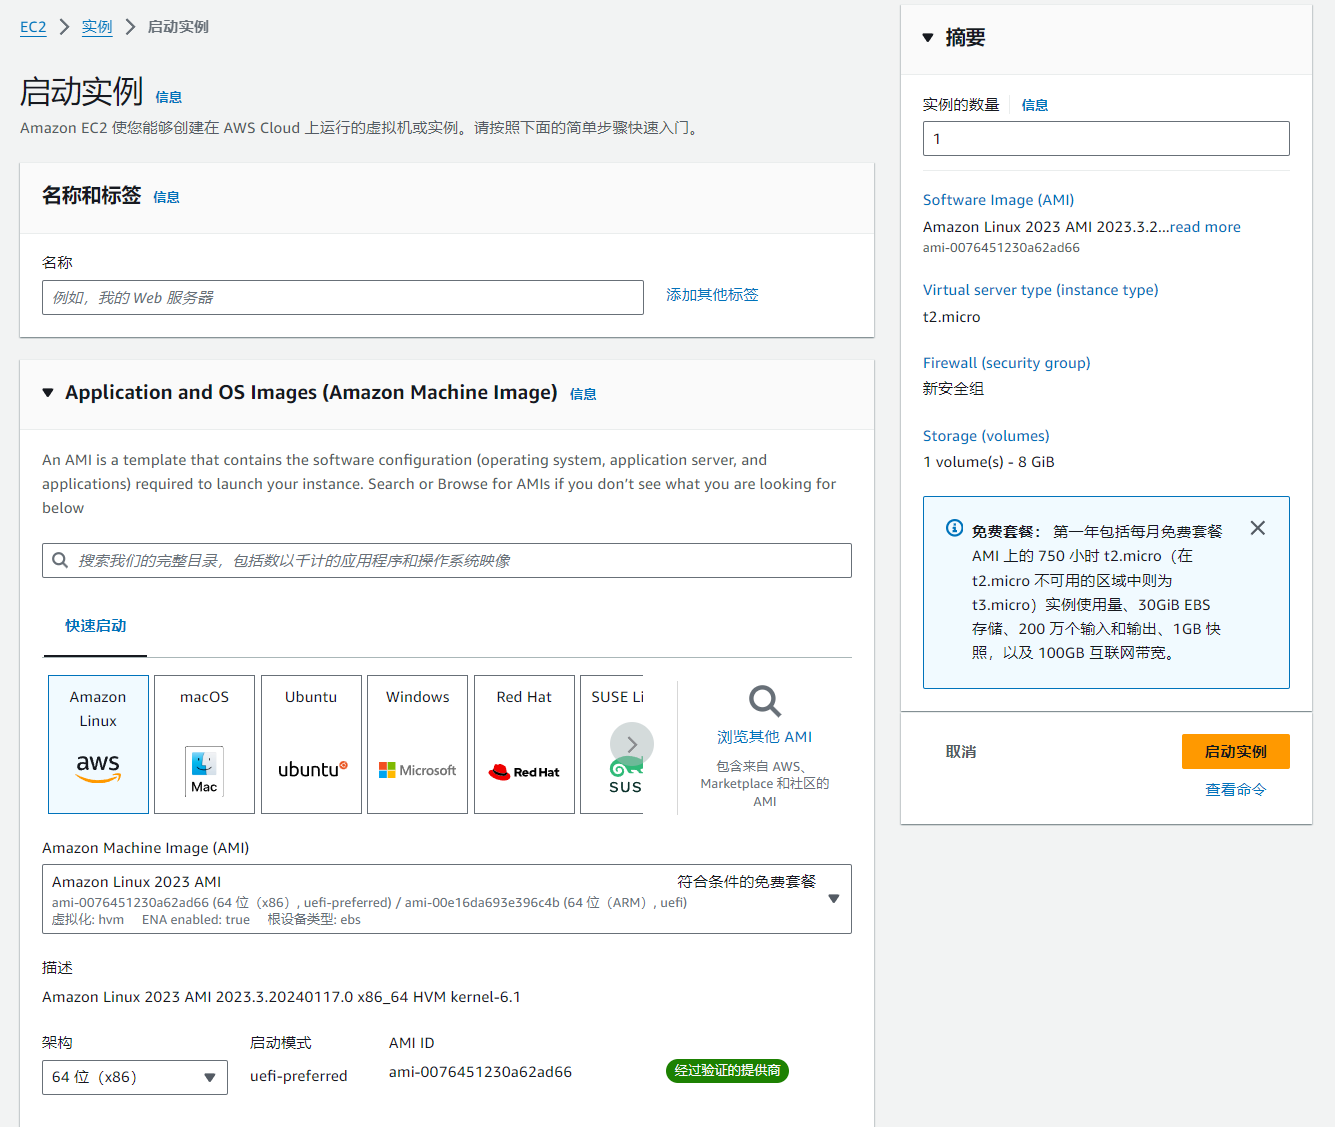 EC2 > 实例 > 启动实例
启动实例 信息
Amazon EC2 使您能够创建在 AWS Cloud 上运行的虚拟机或实例。请按照下面的简单步骤快速入门。
名称和标签 信息
名称
例如，我的 Web 服务器
添加其他标签
Application and OS Images (Amazon Machine Image) 信息
An AMI is a template that contains the software configuration (operating system, application server, and
applications) required to launch your instance. Search or Browse for AMIs if you don’t see what you are looking for
below
搜索我们的完整目录，包括数以千计的应用程序和操作系统映像
快速启动
Amazon
Linux
aws
macOS
Mac
Ubuntu
ubuntu
Windows
Microsoft
Red Hat
Red Hat
SUSE Li
SUS
浏览其他 AMI
包含来自 AWS、
Marketplace 和社区的
AMI
Amazon Machine Image (AMI)
Amazon Linux 2023 AMI 符合条件的免费套餐
ami-0076451230a62ad66 (64 位（x86）, uefi-preferred) / ami-00e16da693e396c4b (64 位（ARM）, uefi)
虚拟化: hvm ENA enabled: true 根设备类型: ebs
描述
Amazon Linux 2023 AMI 2023.3.20240117.0 x86_64 HVM kernel-6.1
架构 启动模式 AMI ID
64 位（x86） uefi-preferred ami-0076451230a62ad66 经过验证的提供商
摘要
实例的数量 信息
1
Software Image (AMI)
Amazon Linux 2023 AMI 2023.3.2...read more
ami-0076451230a62ad66
Virtual server type (instance type)
t2.micro
Firewall (security group)
新安全组
Storage (volumes)
1 volume(s) - 8 GiB
免费套餐： 第一年包括每月免费套餐
AMI 上的 750 小时 t2.micro（在
t2.micro 不可用的区域中则为
t3.micro）实例使用量、30GiB EBS
存储、200 万个输入和输出、1GB 快
照，以及 100GB 互联网带宽。
取消
启动实例
查看命令